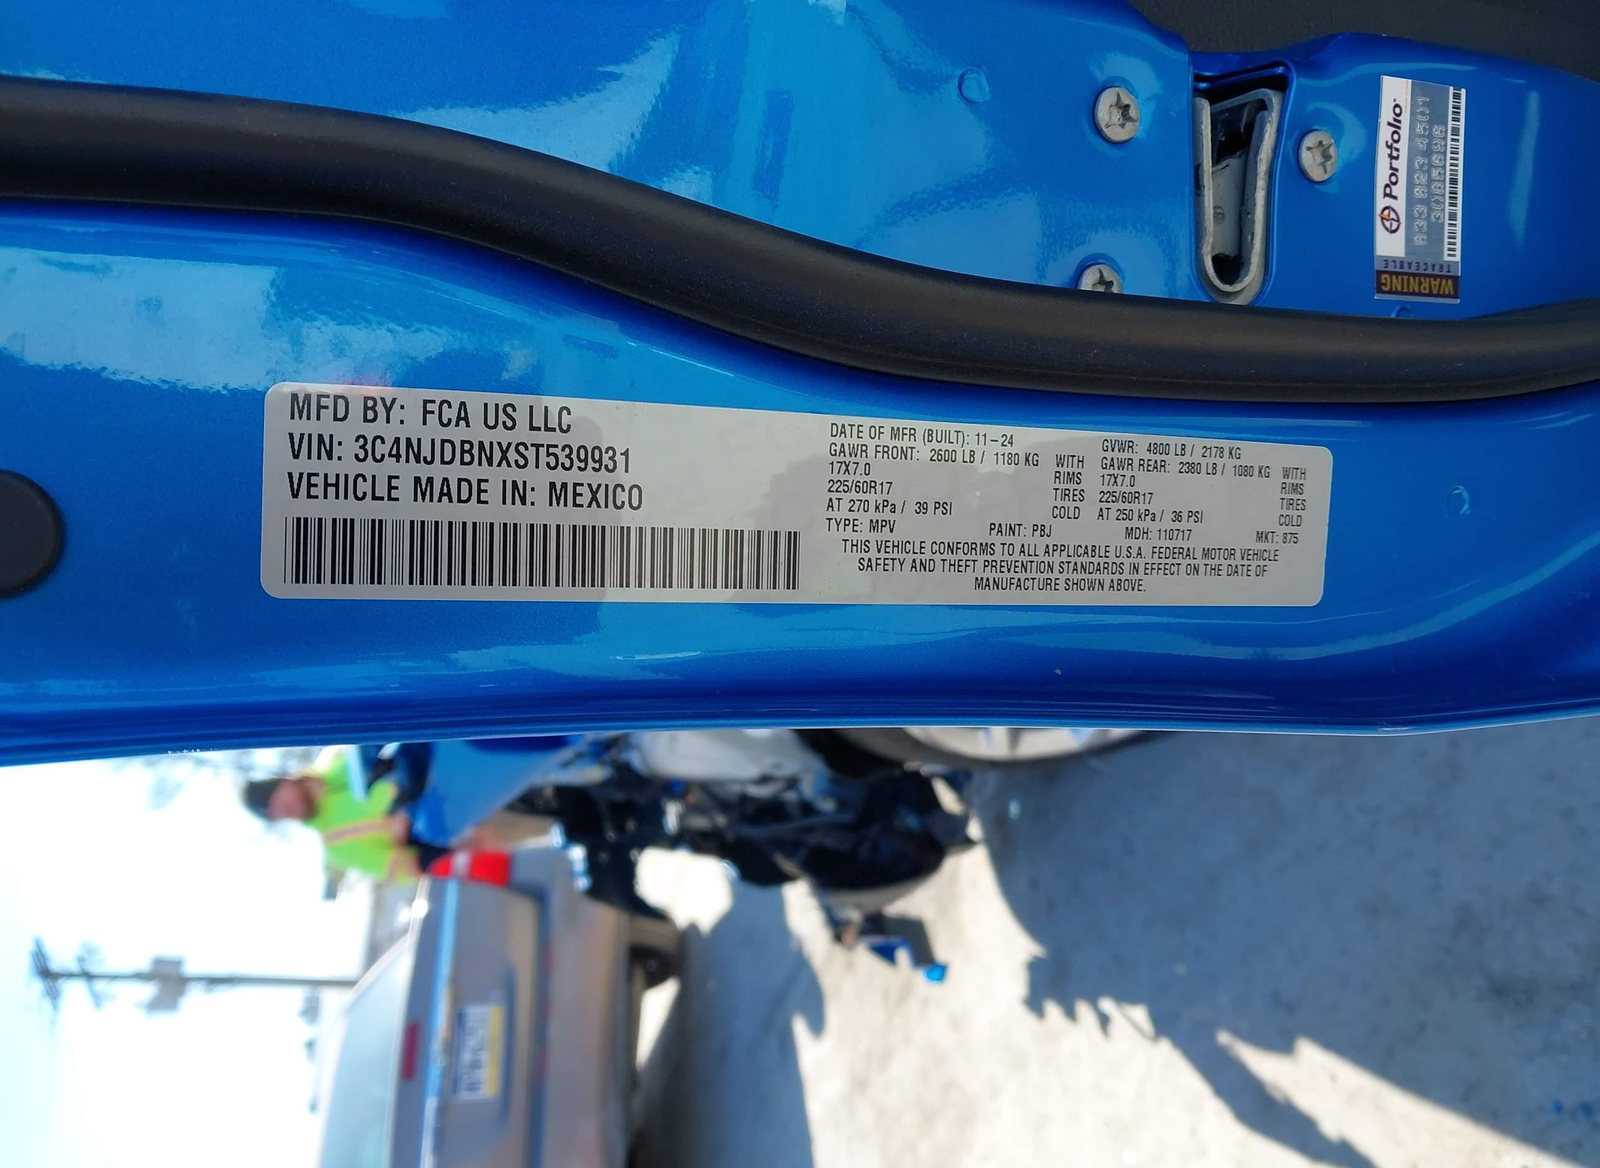 MFD BY: FCA US LLC
VIN: 3C4NJDBNXST539931
VEHICLE MADE IN: MEXICO
DATE OF MFR (BUILT): 11-24
GAWR FRONT: 2600 LB / 1180 KG WITH
17X7.0 RIMS
225/60R17 TIRES
AT 270 kPa / 39 PSI COLD
GVWR: 4800 LB / 2178 KG
GAWR REAR: 2380 LB / 1080 KG WITH
17X7.0 RIMS
225/60R17 TIRES
AT 250 kPa / 36 PSI COLD
TYPE: MPV PAINT: PBJ MDH: 110717 MKT: 875
THIS VEHICLE CONFORMS TO ALL APPLICABLE U.S.A. FEDERAL MOTOR VEHICLE
SAFETY AND THEFT PREVENTION STANDARDS IN EFFECT ON THE DATE OF
MANUFACTURE SHOWN ABOVE.
Portfolio
833 823 4501
WARNING
TRACEABLE